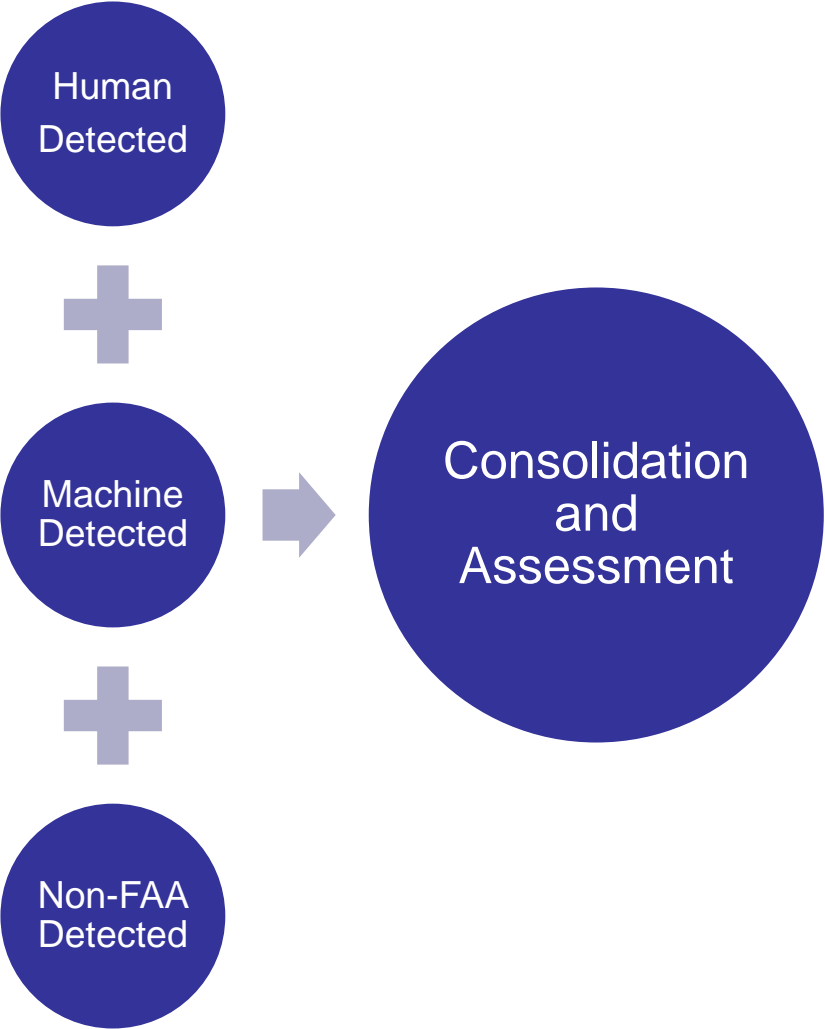 Human
Detected
Machine
Detected
Non-FAA
Detected
Consolidation
and
Assessment